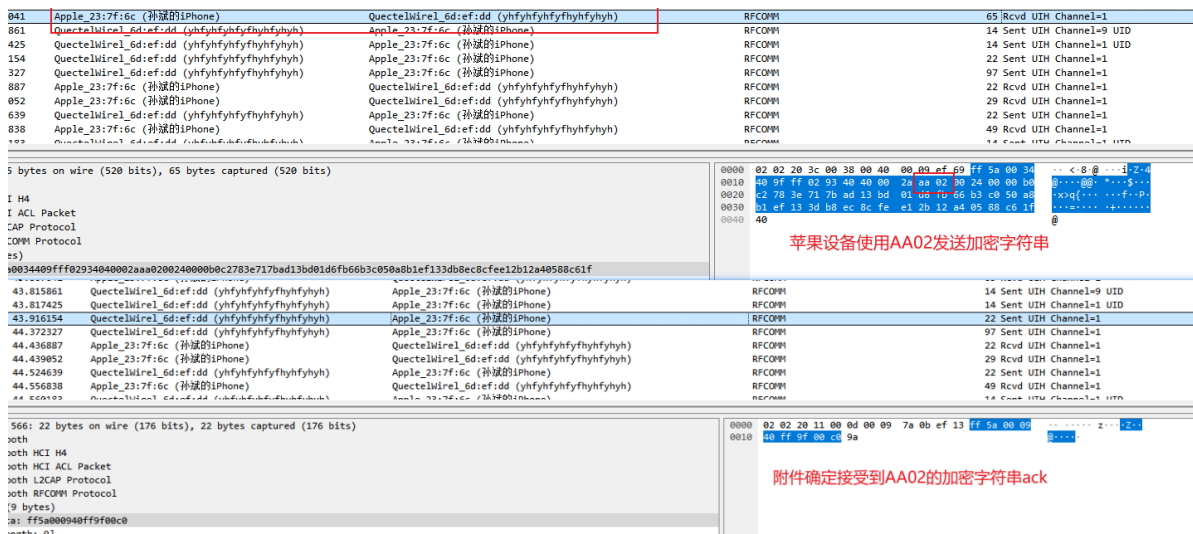 041 Apple_23:7f:6c (孙斌的iPhone) QuectelWirel_6d:ef:dd (yhfyhfyhfyfhyhfyhyh) RFCOMM 65 Rcvd UIH Channel=1
861 QuectelWirel_6d:ef:dd (yhfyhfyhfyfhyhfyhyh) Apple_23:7f:6c (孙斌的iPhone) RFCOMM 14 Sent UIH Channel=9 UID
425 QuectelWirel_6d:ef:dd (yhfyhfyhfyfhyhfyhyh) Apple_23:7f:6c (孙斌的iPhone) RFCOMM 14 Sent UIH Channel=1 UID
154 QuectelWirel_6d:ef:dd (yhfyhfyhfyfhyhfyhyh) Apple_23:7f:6c (孙斌的iPhone) RFCOMM 22 Sent UIH Channel=1
327 QuectelWirel_6d:ef:dd (yhfyhfyhfyfhyhfyhyh) Apple_23:7f:6c (孙斌的iPhone) RFCOMM 97 Sent UIH Channel=1
887 Apple_23:7f:6c (孙斌的iPhone) QuectelWirel_6d:ef:dd (yhfyhfyhfyfhyhfyhyh) RFCOMM 22 Rcvd UIH Channel=1
052 Apple_23:7f:6c (孙斌的iPhone) QuectelWirel_6d:ef:dd (yhfyhfyhfyfhyhfyhyh) RFCOMM 29 Rcvd UIH Channel=1
639 QuectelWirel_6d:ef:dd (yhfyhfyhfyfhyhfyhyh) Apple_23:7f:6c (孙斌的iPhone) RFCOMM 22 Sent UIH Channel=1
838 Apple_23:7f:6c (孙斌的iPhone) QuectelWirel_6d:ef:dd (yhfyhfyhfyfhyhfyhyh) RFCOMM 49 Rcvd UIH Channel=1
5 bytes on wire (520 bits), 65 bytes captured (520 bits)
I H4
I ACL Packet
CAP Protocol
COMM Protocol
es)
a0034409fff02934040002aaa0200240000b0c2783e717bad13bd01d6fb66b3c050a8b1ef133db8ec8cfee12b12a40588c61f
0000 02 02 20 3c 00 38 00 40 00 09 ef 69 ff 5a 00 34
0010 40 9f ff 02 93 40 40 00 2a aa 02 00 24 00 00 b0
0020 c2 78 3e 71 7b ad 13 bd 01 d6 fb 66 b3 c0 50 a8
0030 b1 ef 13 3d b8 ec 8c fe e1 2b 12 a4 05 88 c6 1f
0040 40 @
苹果设备使用AA02发送加密字符串
43.815861 QuectelWirel_6d:ef:dd (yhfyhfyhfyfhyhfyhyh) Apple_23:7f:6c (孙斌的iPhone) RFCOMM 14 Sent UIH Channel=9 UID
43.817425 QuectelWirel_6d:ef:dd (yhfyhfyhfyfhyhfyhyh) Apple_23:7f:6c (孙斌的iPhone) RFCOMM 14 Sent UIH Channel=1 UID
43.916154 QuectelWirel_6d:ef:dd (yhfyhfyhfyfhyhfyhyh) Apple_23:7f:6c (孙斌的iPhone) RFCOMM 22 Sent UIH Channel=1
44.372327 QuectelWirel_6d:ef:dd (yhfyhfyhfyfhyhfyhyh) Apple_23:7f:6c (孙斌的iPhone) RFCOMM 97 Sent UIH Channel=1
44.436887 Apple_23:7f:6c (孙斌的iPhone) QuectelWirel_6d:ef:dd (yhfyhfyhfyfhyhfyhyh) RFCOMM 22 Rcvd UIH Channel=1
44.439052 Apple_23:7f:6c (孙斌的iPhone) QuectelWirel_6d:ef:dd (yhfyhfyhfyfhyhfyhyh) RFCOMM 29 Rcvd UIH Channel=1
44.524639 QuectelWirel_6d:ef:dd (yhfyhfyhfyfhyhfyhyh) Apple_23:7f:6c (孙斌的iPhone) RFCOMM 22 Sent UIH Channel=1
44.556838 Apple_23:7f:6c (孙斌的iPhone) QuectelWirel_6d:ef:dd (yhfyhfyhfyfhyhfyhyh) RFCOMM 49 Rcvd UIH Channel=1
566: 22 bytes on wire (176 bits), 22 bytes captured (176 bits)
ooth
ooth HCI H4
ooth HCI ACL Packet
ooth L2CAP Protocol
ooth RFCOMM Protocol
(9 bytes)
ta: ff5a000940ff9f00c0
0000 02 02 20 11 00 0d 00 09 7a 0b ef 13 ff 5a 00 09
0010 40 ff 9f 00 c0 9a
附件确定接受到AA02的加密字符串ack